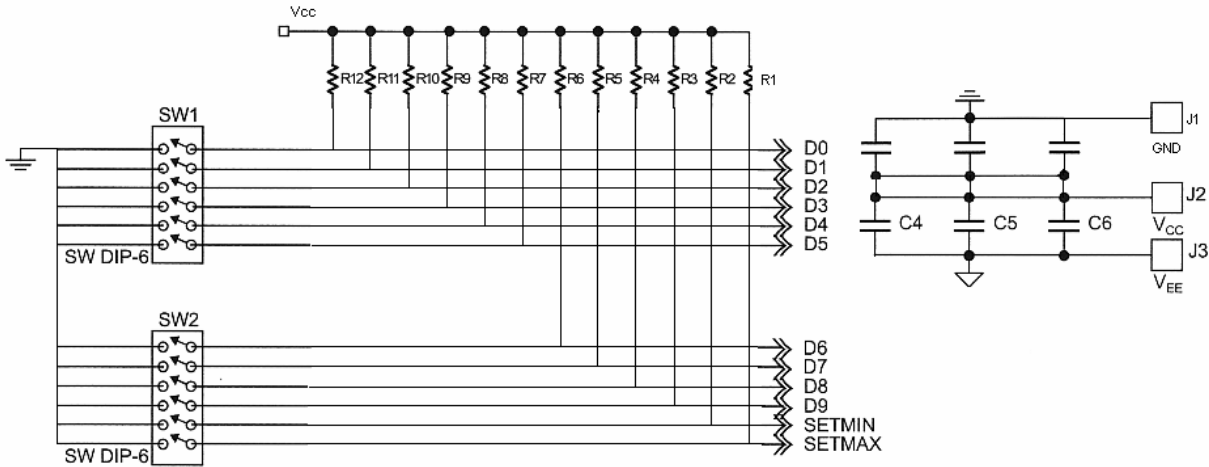 Vcc
R12 R11 R10 R9 R8 R7 R6 R5 R4 R3 R2 R1
SW1
D0
D1
D2
D3
D4
D5
SW DIP-6
SW2
D6
D7
D8
D9
SETMIN
SETMAX
SW DIP-6
J1
GND
J2
VCC
C4 C5 C6
J3
VEE